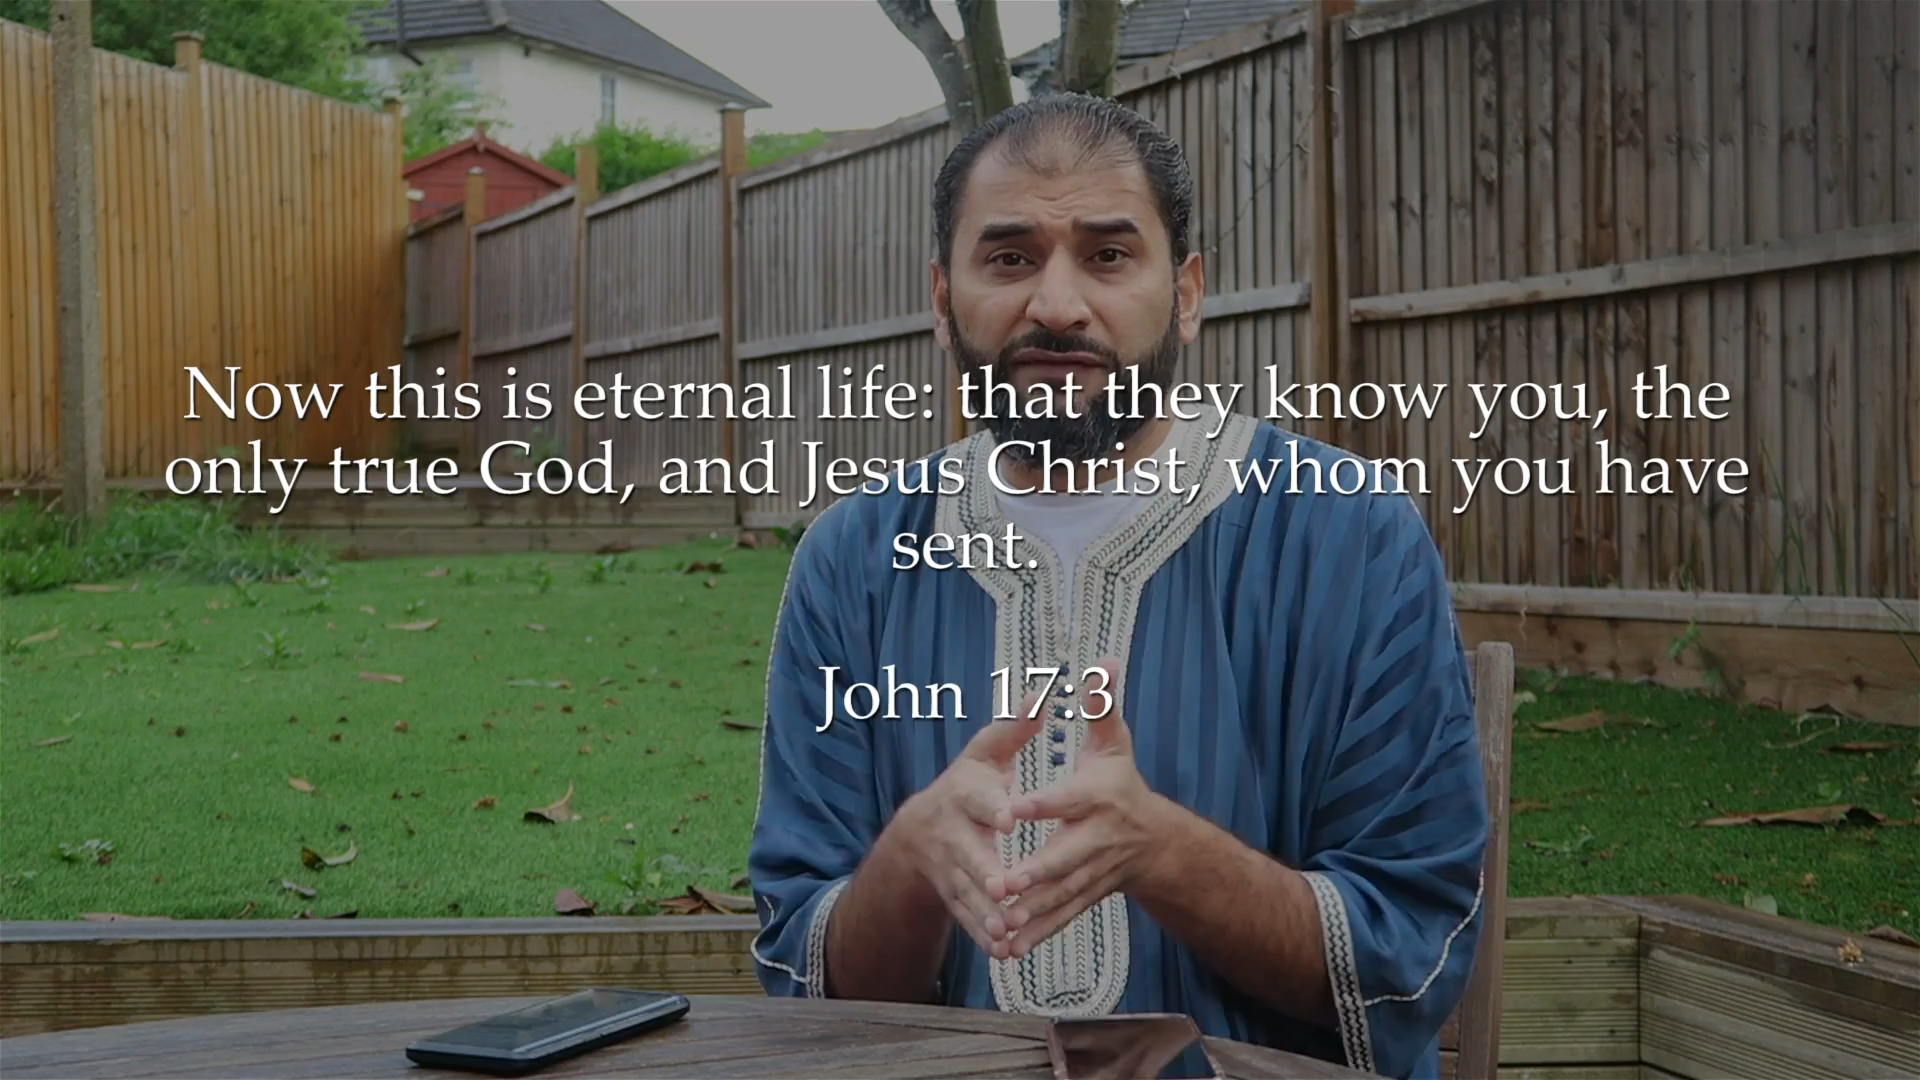 Now this is eternal life: that they know you, the
only true God, and Jesus Christ, whom you have
sent.
John 17:3